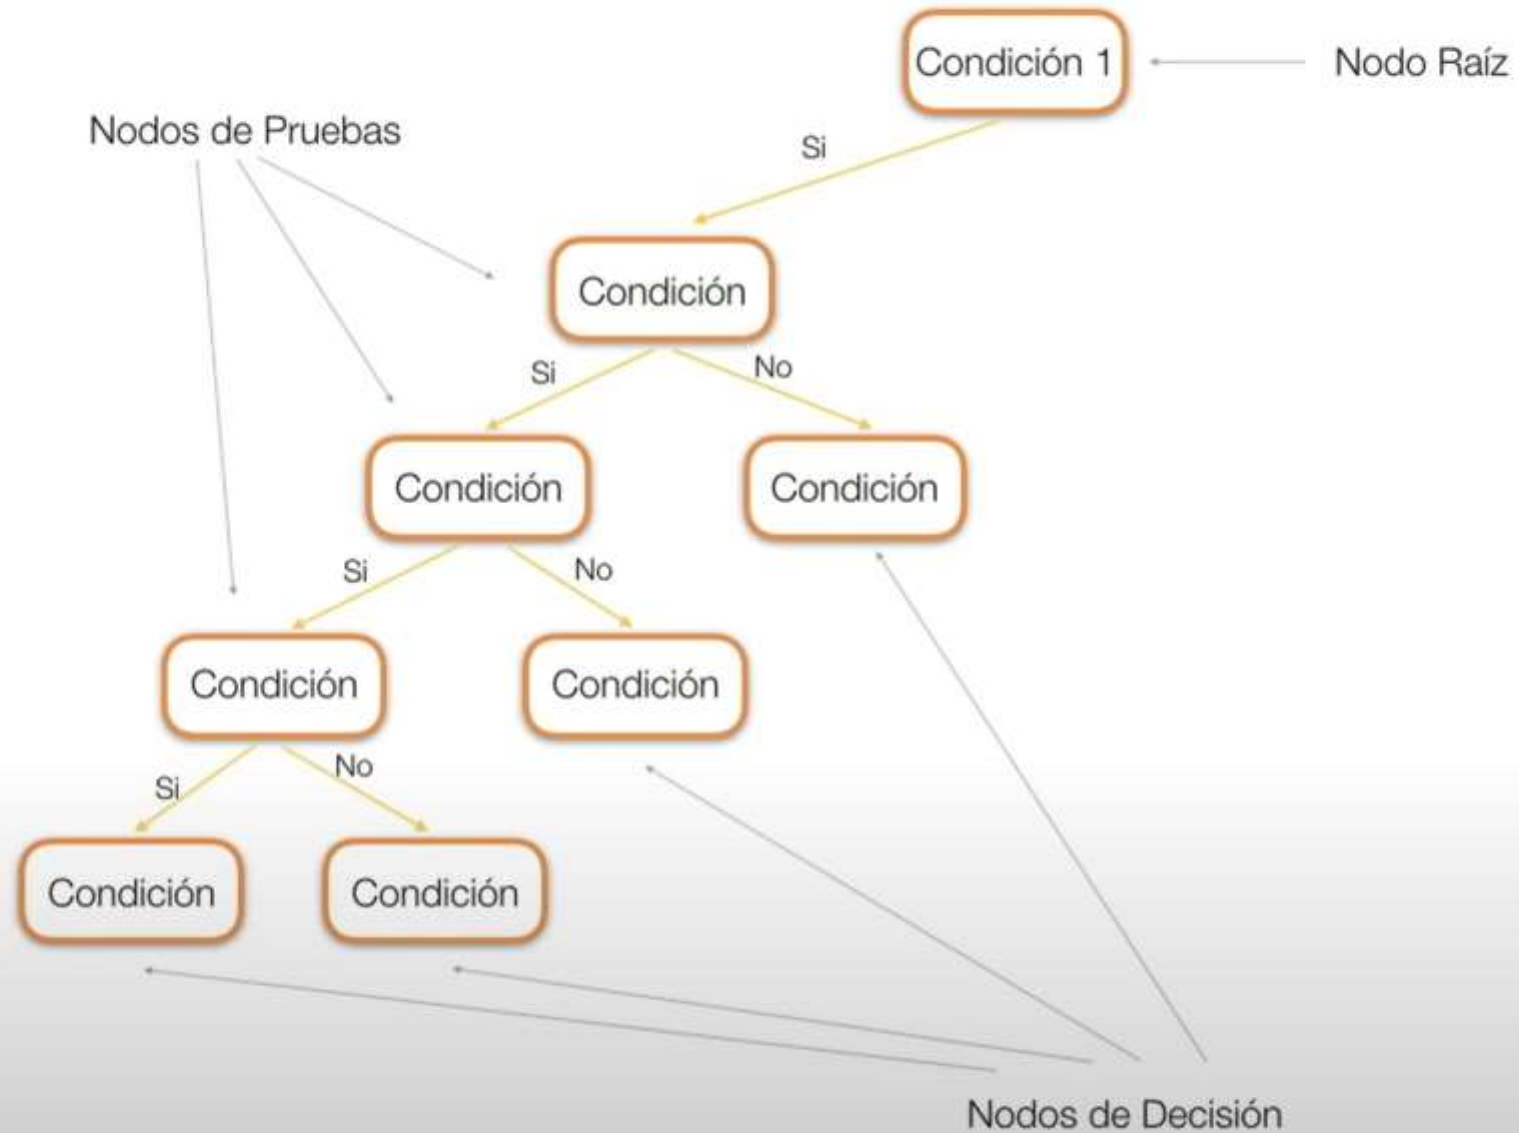 Condición 1
Nodo Raíz
Nodos de Pruebas
Si
Condición
Si
No
Condición
Condición
Si
No
Condición
Condición
Si
No
Condición
Condición
Nodos de Decisión